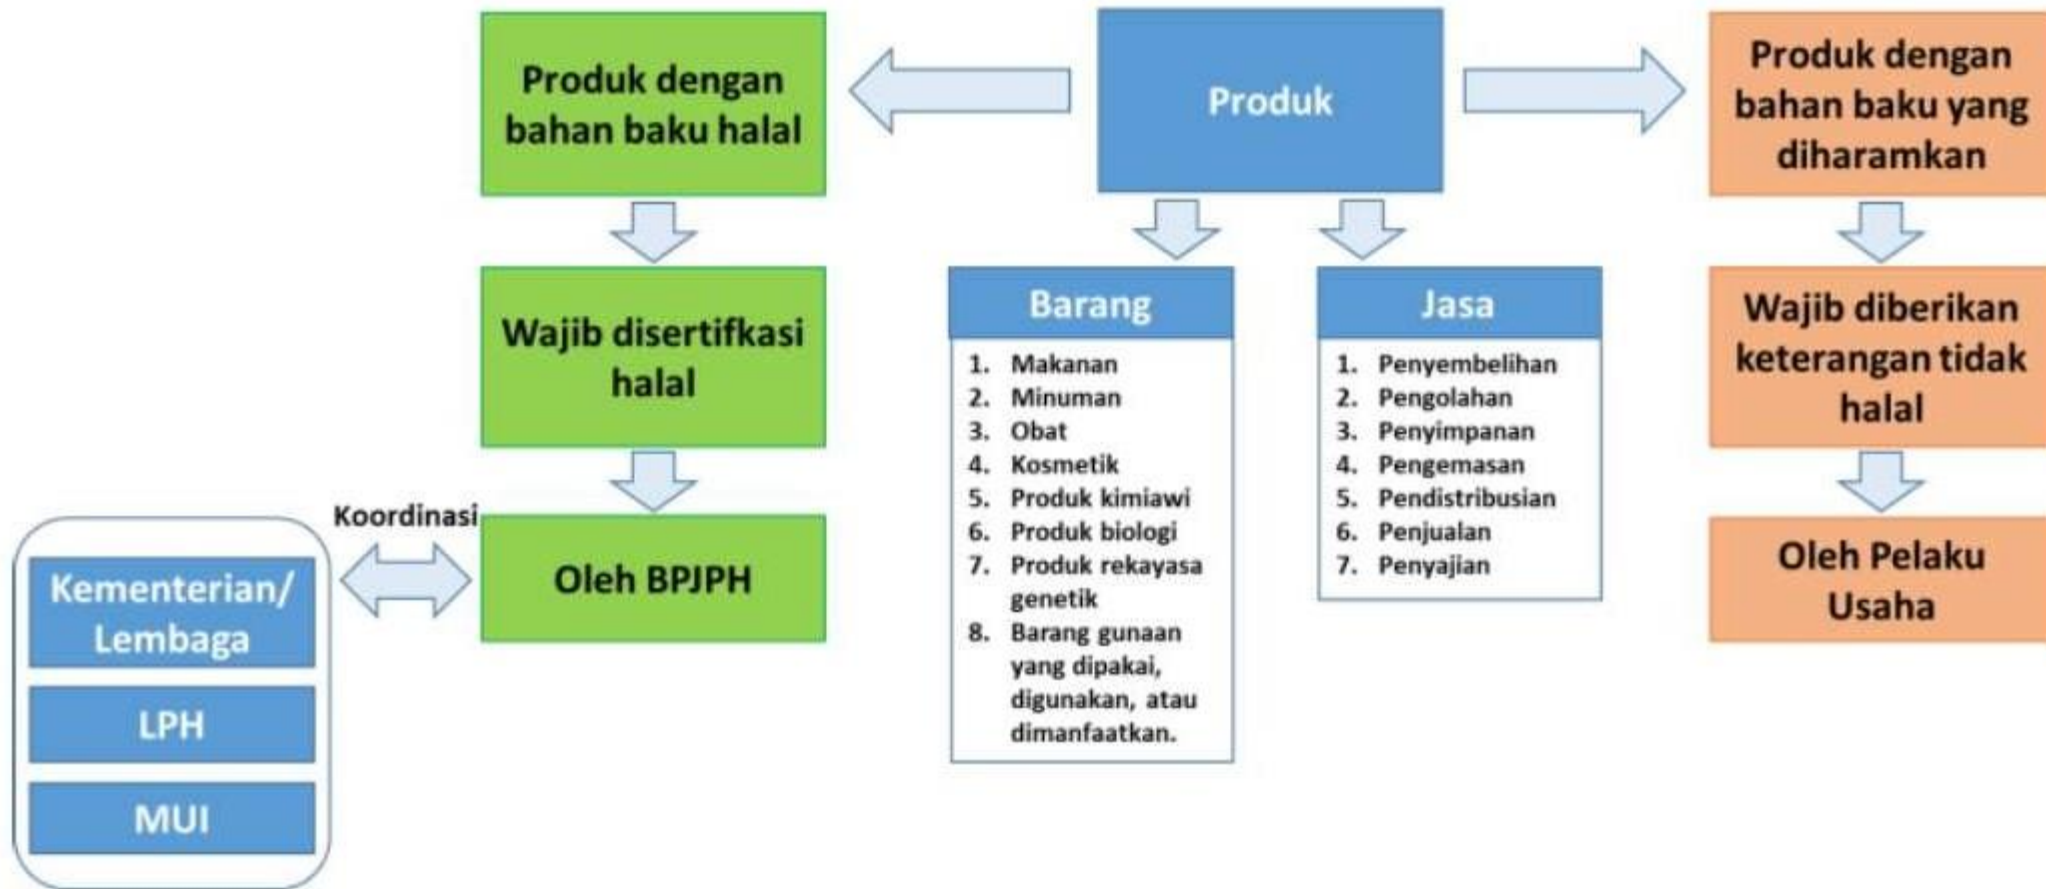 Produk dengan
bahan baku halal
Produk
Produk dengan
bahan baku yang
diharamkan
Wajib disertifkasi
halal
Barang
1. Makanan
2. Minuman
3. Obat
4. Kosmetik
5. Produk kimiawi
6. Produk biologi
7. Produk rekayasa
genetik
8. Barang gunaan
yang dipakai,
digunakan, atau
dimanfaatkan.
Jasa
1. Penyembelihan
2. Pengolahan
3. Penyimpanan
4. Pengemasan
5. Pendistribusian
6. Penjualan
7. Penyajian
Wajib diberikan
keterangan tidak
halal
Koordinasi
Oleh BPJPH
Oleh Pelaku
Usaha
Kementerian/
Lembaga
LPH
MUI